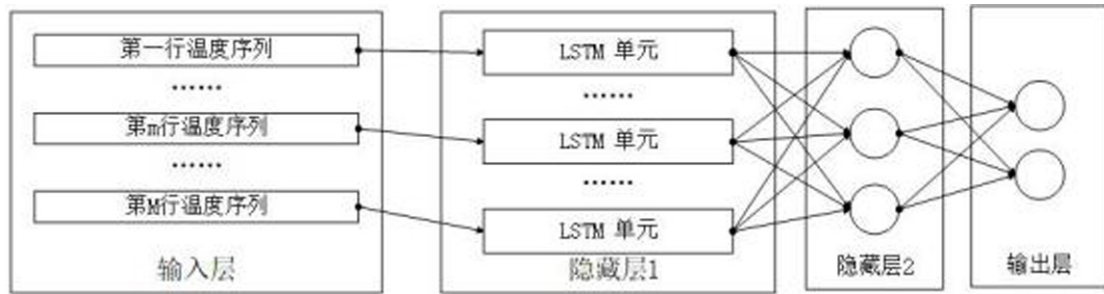 第一行温度序列
……
第m行温度序列
……
第M行温度序列
输入层
LSTM 单元
……
LSTM 单元
……
LSTM 单元
隐藏层1
隐藏层2
输出层